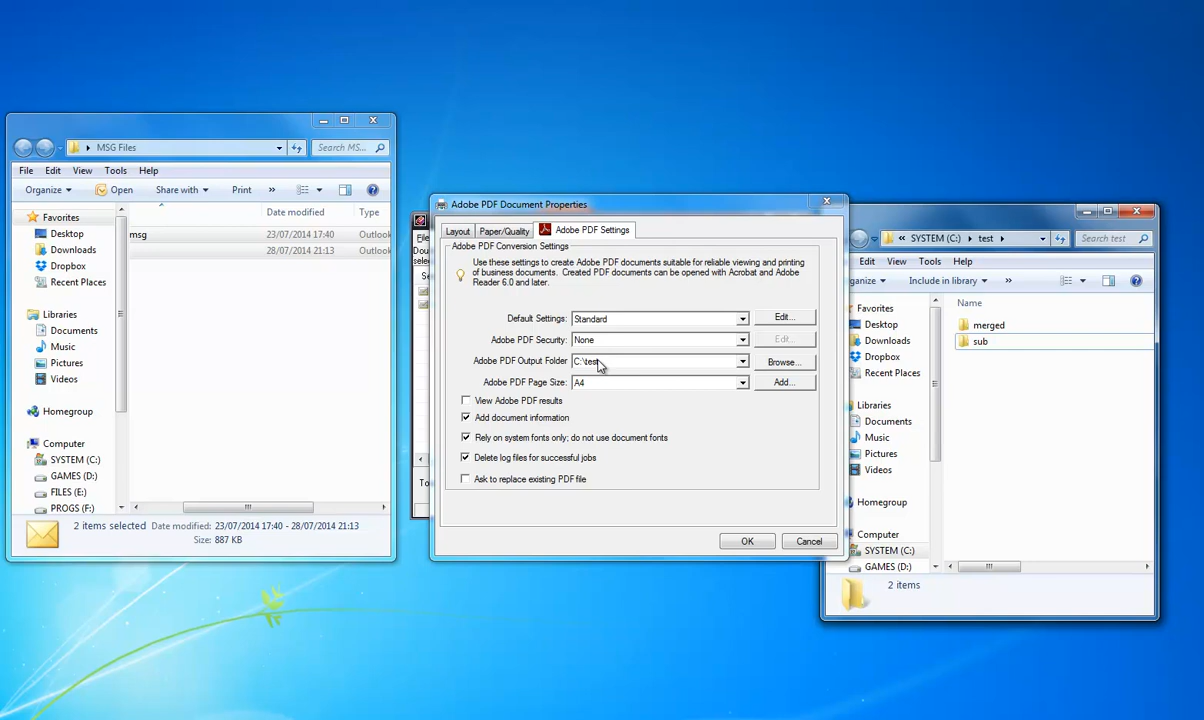 MSG Files
Search MS...
File Edit View Tools Help
Organize Open Share with Print »
Date modified Type
Favorites
Desktop
Downloads
Dropbox
Recent Places
msg 23/07/2014 17:40 Outlook
28/07/2014 21:13 Outlook
Libraries
Documents
Music
Pictures
Videos
Homegroup
Computer
SYSTEM (C:)
GAMES (D:)
FILES (E:)
PROGS (F:)
2 items selected Date modified: 23/07/2014 17:40 - 28/07/2014 21:13
Size: 887 KB
Adobe PDF Document Properties
Layout Paper/Quality Adobe PDF Settings
Adobe PDF Conversion Settings
Use these settings to create Adobe PDF documents suitable for reliable viewing and printing
of business documents. Created PDF documents can be opened with Acrobat and Adobe
Reader 6.0 and later.
Default Settings: Standard Edit...
Adobe PDF Security: None Edit...
Adobe PDF Output Folder C:\test Browse...
Adobe PDF Page Size: A4 Add...
View Adobe PDF results
Add document information
Rely on system fonts only; do not use document fonts
Delete log files for successful jobs
Ask to replace existing PDF file
OK Cancel
« SYSTEM (C:) test
Search test
Edit View Tools Help
Include in library »
Name
Favorites
Desktop
Downloads
Dropbox
Recent Places
merged
sub
Libraries
Documents
Music
Pictures
Videos
Homegroup
Computer
SYSTEM (C:)
GAMES (D:)
2 items